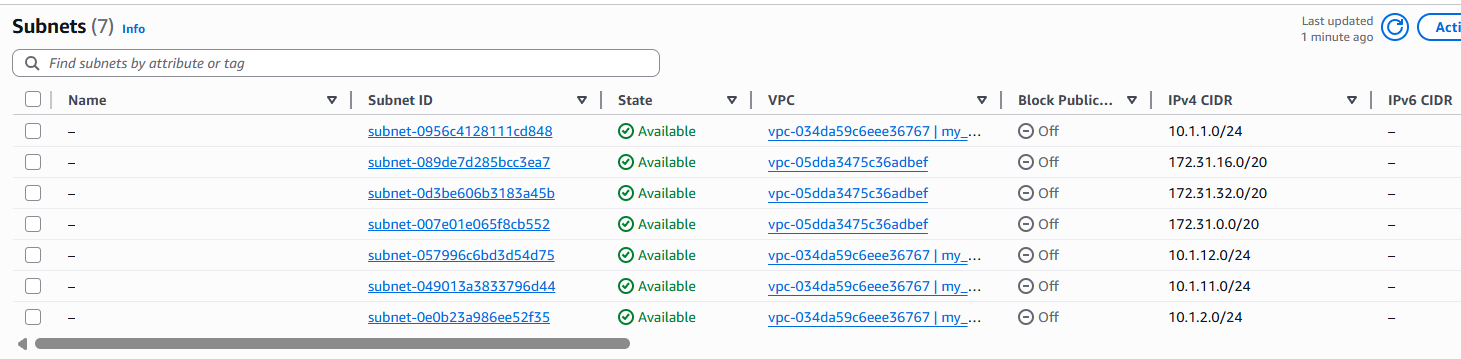 Subnets (7) Info
Last updated
1 minute ago
Acti
Find subnets by attribute or tag
Name Subnet ID State VPC Block Public... IPv4 CIDR IPv6 CIDR
– subnet-0956c4128111cd848 Available vpc-034da59c6eee36767 | my_... Off 10.1.1.0/24 –
– subnet-089de7d285bcc3ea7 Available vpc-05dda3475c36adbef Off 172.31.16.0/20 –
– subnet-0d3be606b3183a45b Available vpc-05dda3475c36adbef Off 172.31.32.0/20 –
– subnet-007e01e065f8cb552 Available vpc-05dda3475c36adbef Off 172.31.0.0/20 –
– subnet-057996c6bd3d54d75 Available vpc-034da59c6eee36767 | my_... Off 10.1.12.0/24 –
– subnet-049013a3833796d44 Available vpc-034da59c6eee36767 | my_... Off 10.1.11.0/24 –
– subnet-0e0b23a986ee52f35 Available vpc-034da59c6eee36767 | my_... Off 10.1.2.0/24 –